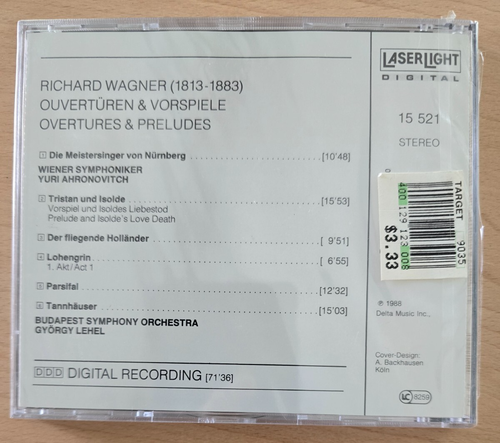 RICHARD WAGNER (1813-1883)
OUVERTÜREN & VORSPIELE
OVERTURES & PRELUDES
1 Die Meistersinger von Nürnberg [10'48]
WIENER SYMPHONIKER
YURI AHRONOVITCH
2 Tristan und Isolde [15'53]
Vorspiel und Isoldes Liebestod
Prelude and Isolde's Love Death
3 Der fliegende Holländer [ 9'51]
4 Lohengrin [ 6'55]
1. Akt/Act 1
5 Parsifal [12'32]
6 Tannhäuser [15'03]
BUDAPEST SYMPHONY ORCHESTRA
GYÖRGY LEHEL
DDD DIGITAL RECORDING [71'36]
LASERLIGHT
DIGITAL
15 521
STEREO
TARGET 9035
400 129 123 008
$3.33
℗ 1988
Delta Music Inc.,
Cover-Design:
A. Backhausen
Köln
LC 8259